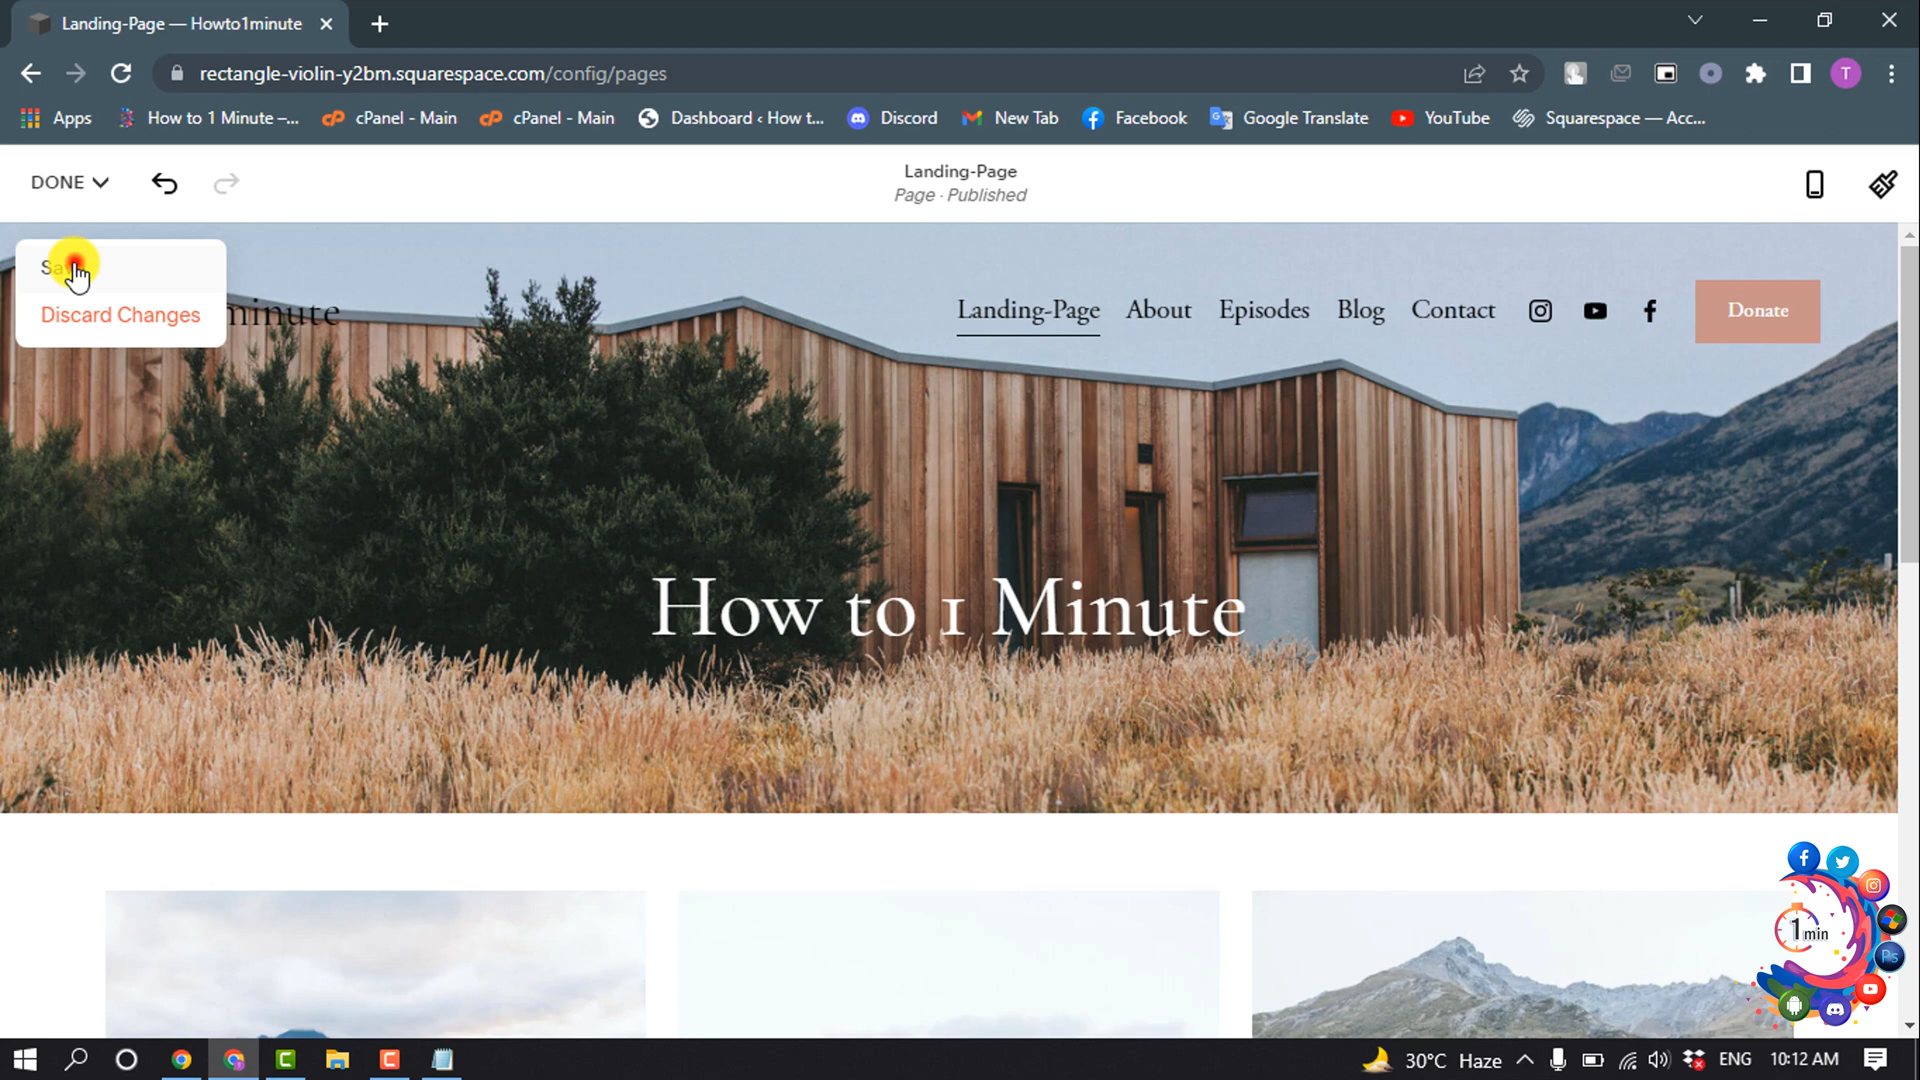 Landing-Page — Howto1minute
rectangle-violin-y2bm.squarespace.com/config/pages
T
Apps
How to 1 Minute –...
cPanel - Main
cPanel - Main
Dashboard ‹ How t...
Discord
New Tab
Facebook
Google Translate
YouTube
Squarespace — Acc...
DONE
Landing-Page
Page · Published
Discard Changes
minute
Landing-Page
About
Episodes
Blog
Contact
Donate
How to 1 Minute
1 min
Ps
30°C Haze
ENG
10:12 AM